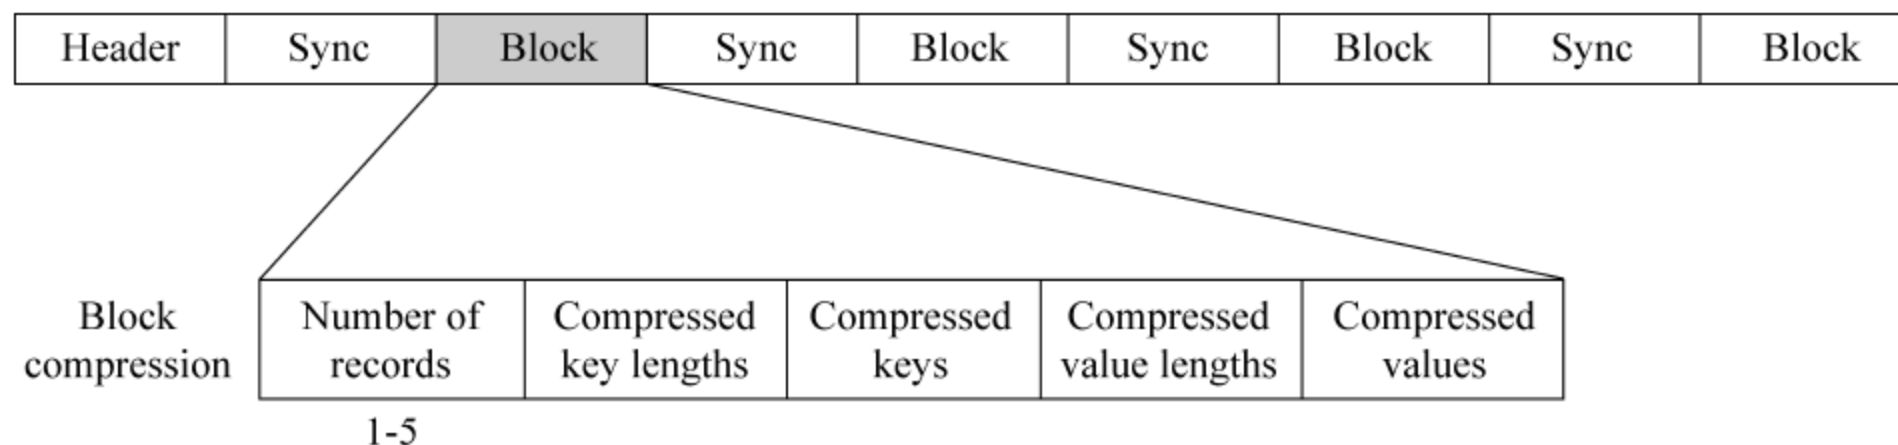 Header Sync Block Sync Block Sync Block Sync Block
Block Number of Compressed Compressed Compressed Compressed
compression records key lengths keys value lengths values
1-5